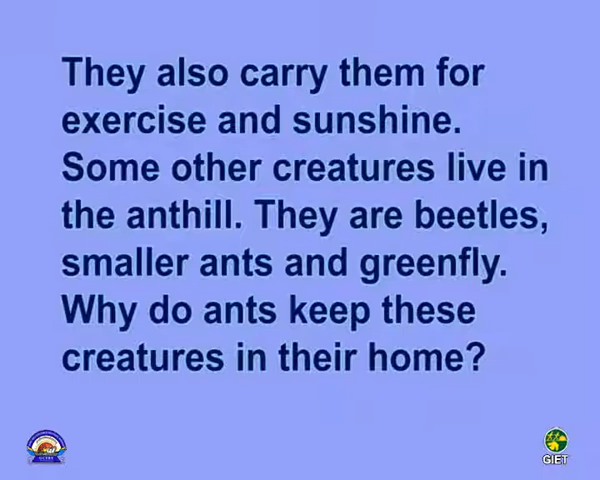 They also carry them for
exercise and sunshine.
Some other creatures live in
the anthill. They are beetles,
smaller ants and greenfly.
Why do ants keep these
creatures in their home?
GIET